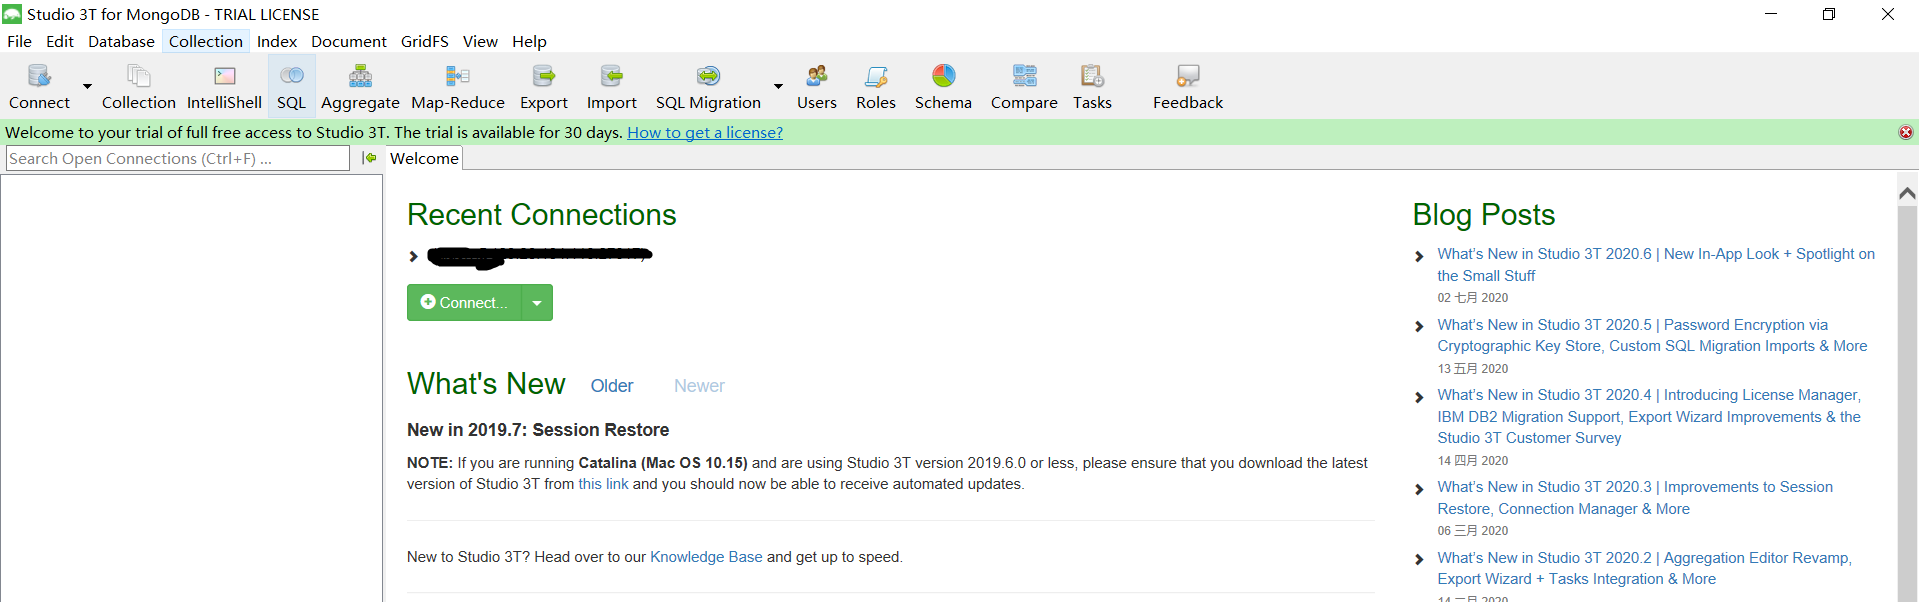 Studio 3T for MongoDB - TRIAL LICENSE
File Edit Database Collection Index Document GridFS View Help
Connect Collection IntelliShell SQL Aggregate Map-Reduce Export Import SQL Migration Users Roles Schema Compare Tasks Feedback
Welcome to your trial of full free access to Studio 3T. The trial is available for 30 days. How to get a license?
Search Open Connections (Ctrl+F) ...
Welcome
Recent Connections
Connect...
What's New Older Newer
New in 2019.7: Session Restore
NOTE: If you are running Catalina (Mac OS 10.15) and are using Studio 3T version 2019.6.0 or less, please ensure that you download the latest
version of Studio 3T from this link and you should now be able to receive automated updates.
New to Studio 3T? Head over to our Knowledge Base and get up to speed.
Blog Posts
What's New in Studio 3T 2020.6 | New In-App Look + Spotlight on
the Small Stuff
02 七月 2020
What's New in Studio 3T 2020.5 | Password Encryption via
Cryptographic Key Store, Custom SQL Migration Imports & More
13 五月 2020
What's New in Studio 3T 2020.4 | Introducing License Manager,
IBM DB2 Migration Support, Export Wizard Improvements & the
Studio 3T Customer Survey
14 四月 2020
What's New in Studio 3T 2020.3 | Improvements to Session
Restore, Connection Manager & More
06 三月 2020
What's New in Studio 3T 2020.2 | Aggregation Editor Revamp,
Export Wizard + Tasks Integration & More